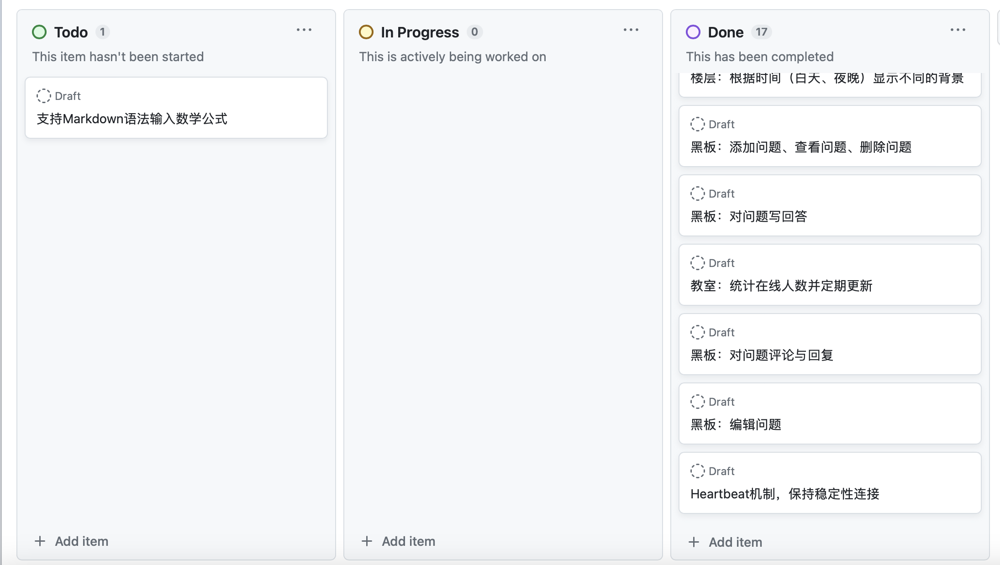 Todo 1
This item hasn't been started
Draft
支持Markdown语法输入数学公式
Add item
In Progress 0
This is actively being worked on
Add item
Done 17
This has been completed
楼层：根据时间（白天、夜晚）显示不同的背景
Draft
黑板：添加问题、查看问题、删除问题
Draft
黑板：对问题写回答
Draft
教室：统计在线人数并定期更新
Draft
黑板：对问题评论与回复
Draft
黑板：编辑问题
Draft
Heartbeat机制，保持稳定性连接
Add item